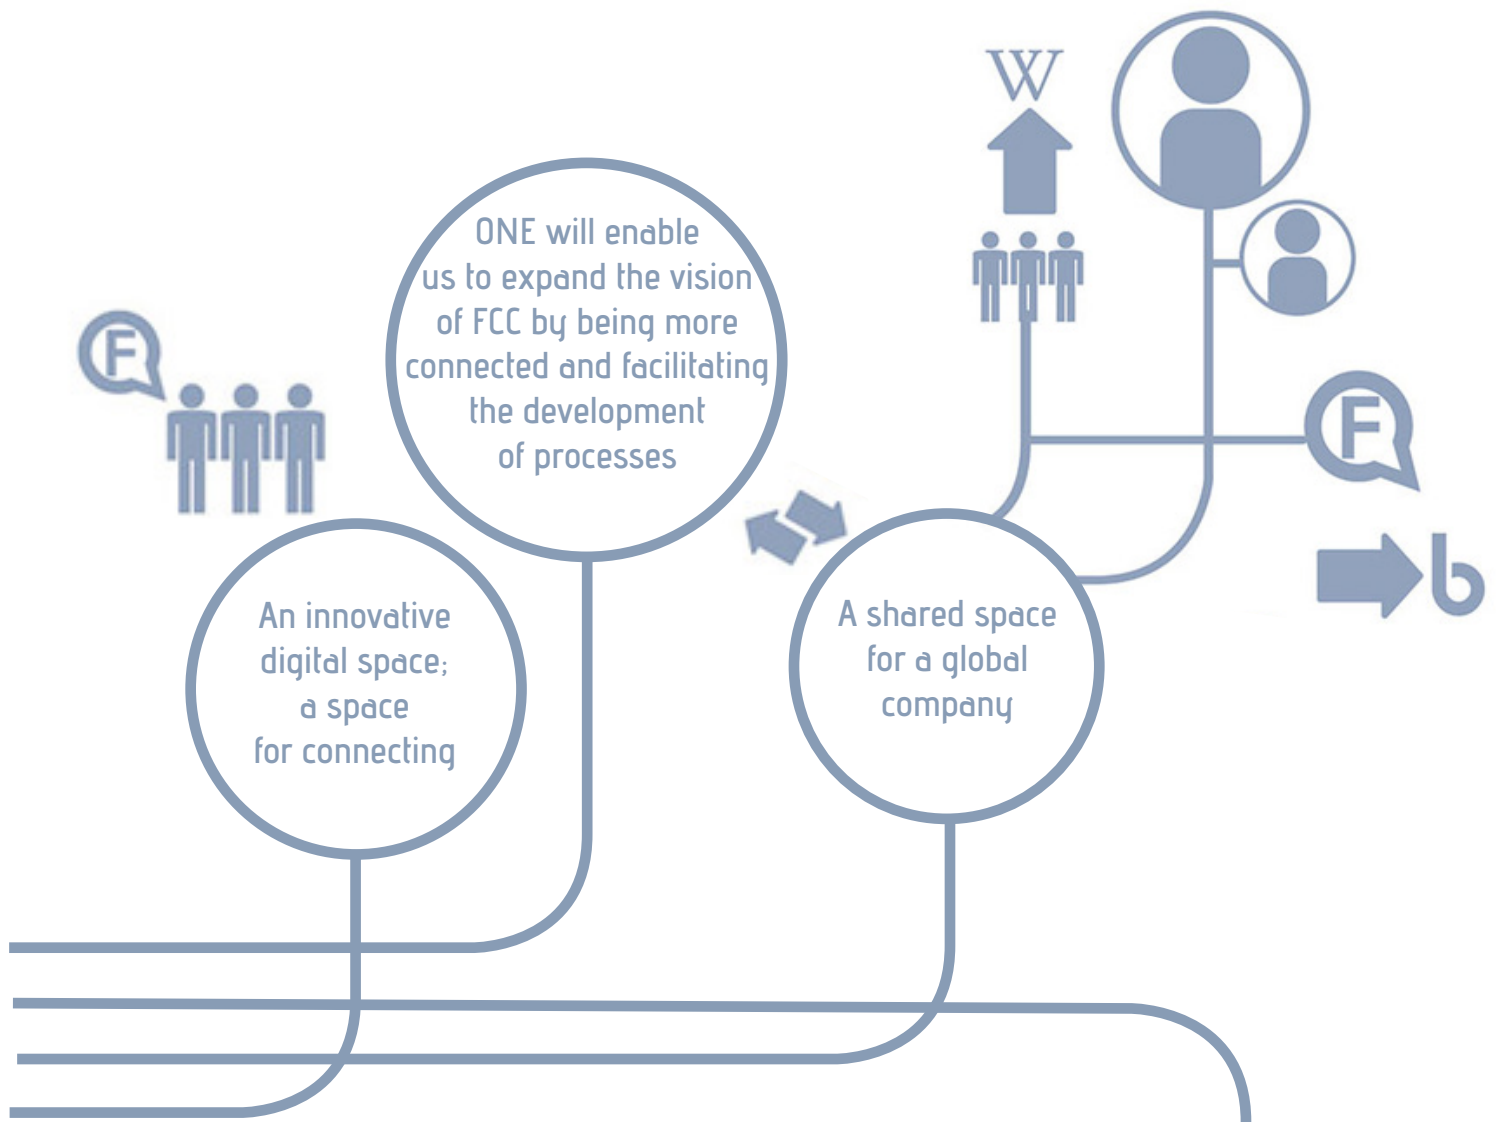 W
ONE will enable
us to expand the vision
of FCC by being more
connected and facilitating
the development
of processes
F
F
b
An innovative
digital space;
a space
for connecting
A shared space
for a global
company